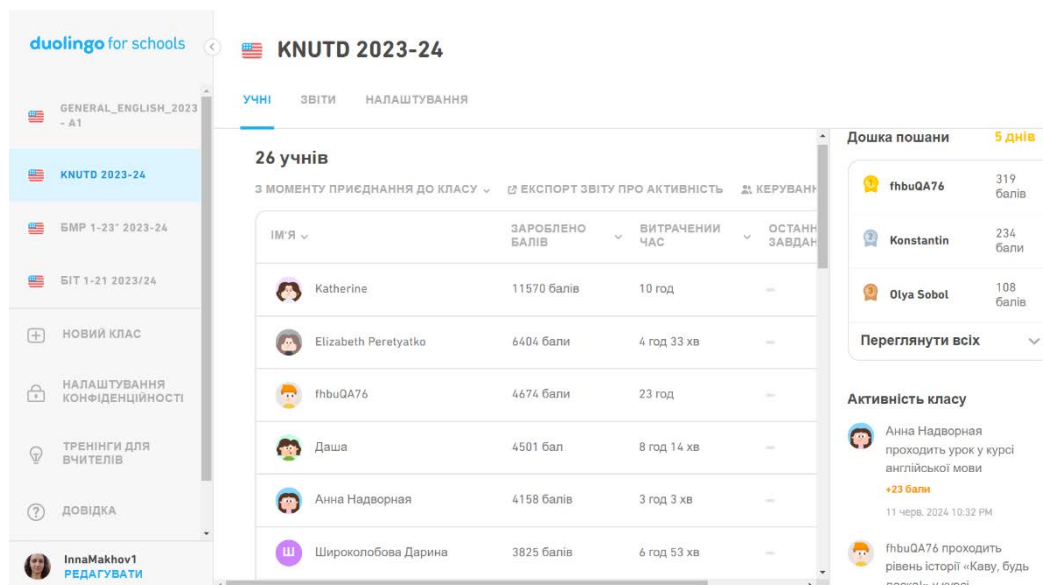 duolingo for schools
GENERAL_ENGLISH_2023
- A1
KNUTD 2023-24
БМР 1-23" 2023-24
БІТ 1-21 2023/24
НОВИЙ КЛАС
НАЛАШТУВАННЯ
КОНФІДЕНЦІЙНОСТІ
ТРЕНІНГИ ДЛЯ
ВЧИТЕЛІВ
ДОВІДКА
InnaMakhov1
РЕДАГУВАТИ
KNUTD 2023-24
УЧНІ ЗВІТИ НАЛАШТУВАННЯ
26 учнів
З МОМЕНТУ ПРИЄДНАННЯ ДО КЛАСУ ЕКСПОРТ ЗВІТУ ПРО АКТИВНІСТЬ КЕРУВАНН
ІМ'Я ЗАРОБЛЕНО БАЛІВ ВИТРАЧЕНИЙ ЧАС ОСТАНН ЗАВДАН
Katherine 11570 балів 10 год —
Elizabeth Peretyatko 6404 бали 4 год 33 хв —
fhbuQA76 4674 бали 23 год —
Даша 4501 бал 8 год 14 хв —
Анна Надворная 4158 балів 3 год 3 хв —
Ш Широколобова Дарина 3825 балів 6 год 53 хв —
Дошка пошани 5 днів
1 fhbuQA76 319 балів
2 Konstantin 234 бали
3 Olya Sobol 108 балів
Переглянути всіх
Активність класу
Анна Надворная
проходить урок у курсі
англійської мови
+23 бали
11 черв. 2024 10:32 PM
fhbuQA76 проходить
рівень історії «Каву, будь